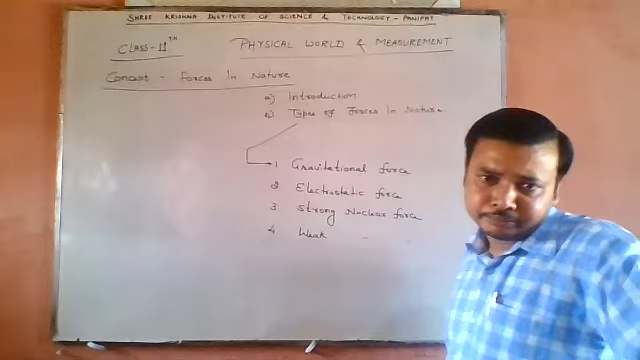 SHREE KRISHNA INSTITUTE OF SCIENCE & TECHNOLOGY - PANIPAT
CLASS - 11TH PHYSICAL WORLD & MEASUREMENT
Concept - Forces In Nature
a) Introduction
b) Types of Forces In Nature
1 Gravitational force
2 Electrostatic force
3 Strong Nuclear force
4 Weak